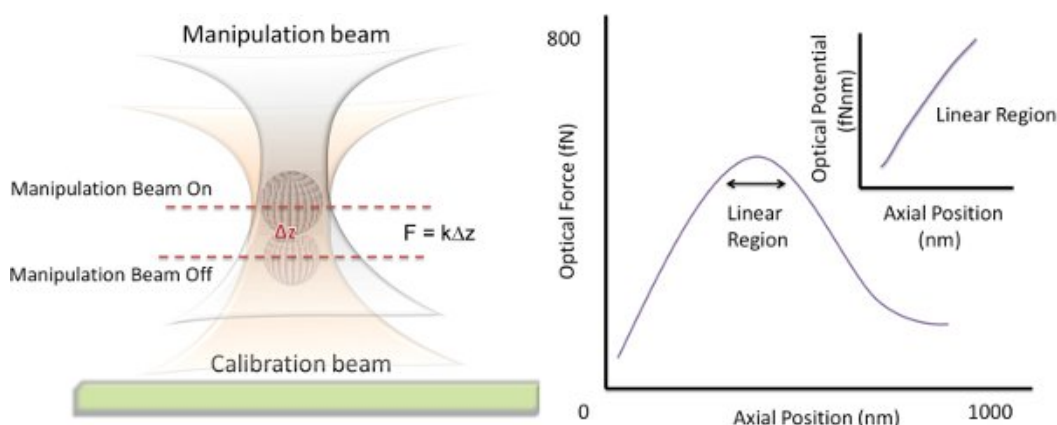 Manipulation beam
Manipulation Beam On
Δz
F = kΔz
Manipulation Beam Off
Calibration beam
800
Optical Force (fN)
Linear
Region
0
Axial Position (nm)
1000
Optical Potential
(fNnm)
Linear Region
Axial Position
(nm)